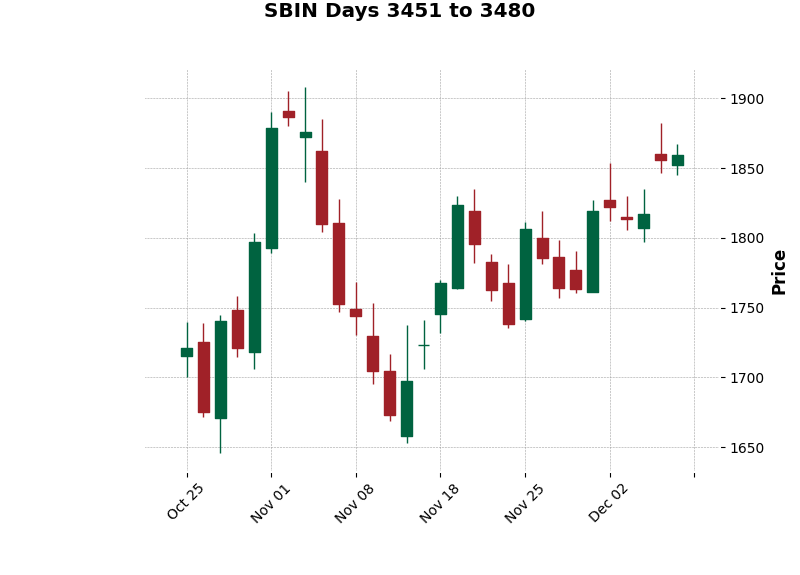 SBIN Days 3451 to 3480
1900
1850
1800
1750
1700
1650
Price
Oct 25
Nov 01
Nov 08
Nov 18
Nov 25
Dec 02